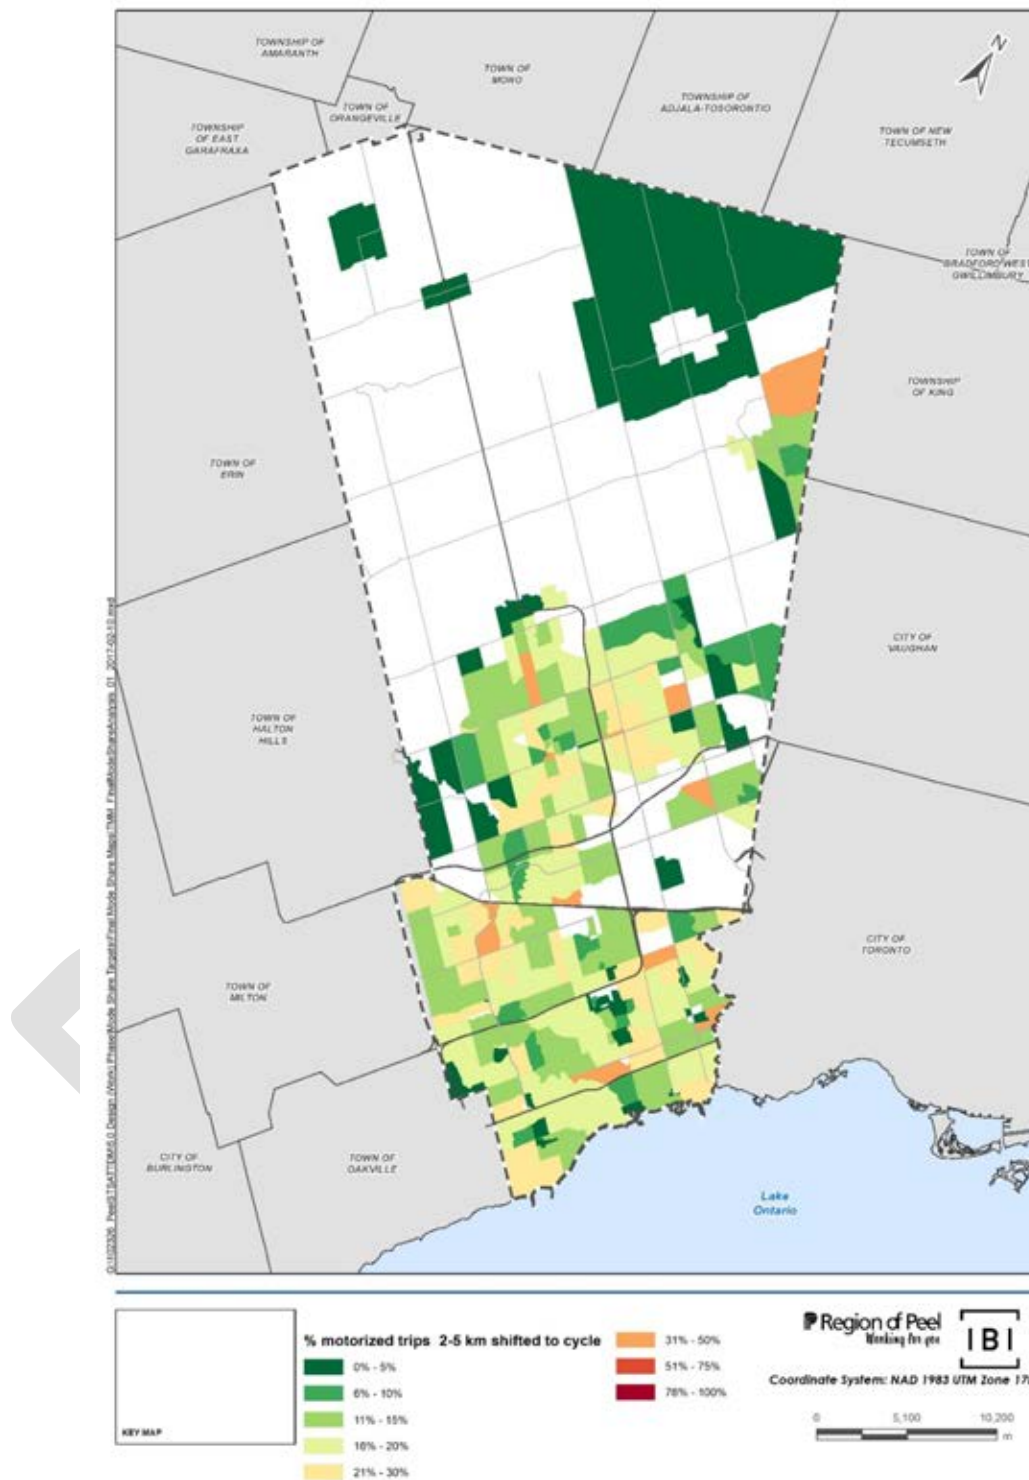 TOWNSHIP OF
AMARANTH
TOWN OF
MONO
TOWNSHIP OF
ADJALA-TOSORONTIO
TOWN OF
ORANGEVILLE
TOWNSHIP
OF EAST
GARAFRAXA
TOWN OF NEW
TECUMSETH
N
TOWN OF
BRADFORD WEST
GWILLIMBURY
TOWNSHIP
OF KING
TOWN OF
ERIN
CITY OF
VAUGHAN
TOWN OF
HALTON
HILLS
CITY OF
TORONTO
TOWN OF
MILTON
CITY OF
BURLINGTON
TOWN OF
OAKVILLE
Lake
Ontario
KEY MAP
% motorized trips 2-5 km shifted to cycle
0% - 5%
6% - 10%
11% - 15%
16% - 20%
21% - 30%
31% - 50%
51% - 75%
76% - 100%
Region of Peel
Working for you
IBI
Coordinate System: NAD 1983 UTM Zone 17
0 5,100 10,200
m